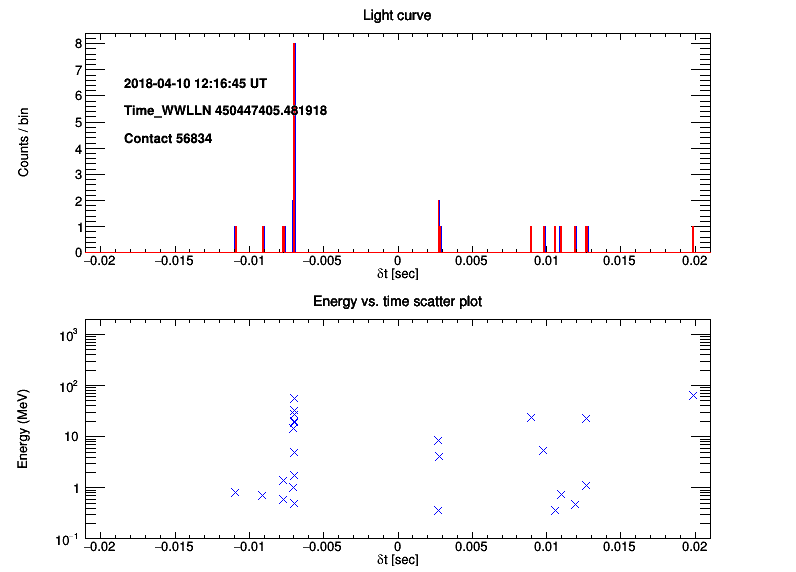 Light curve
Counts / bin
8
7
6
5
4
3
2
1
0
2018-04-10 12:16:45 UT
Time_WWLLN 450447405.481918
Contact 56834
−0.02 −0.015 −0.01 −0.005 0 0.005 0.01 0.015 0.02
δt [sec]
Energy vs. time scatter plot
Energy (MeV)
10³
10²
10
1
10⁻¹
−0.02 −0.015 −0.01 −0.005 0 0.005 0.01 0.015 0.02
δt [sec]